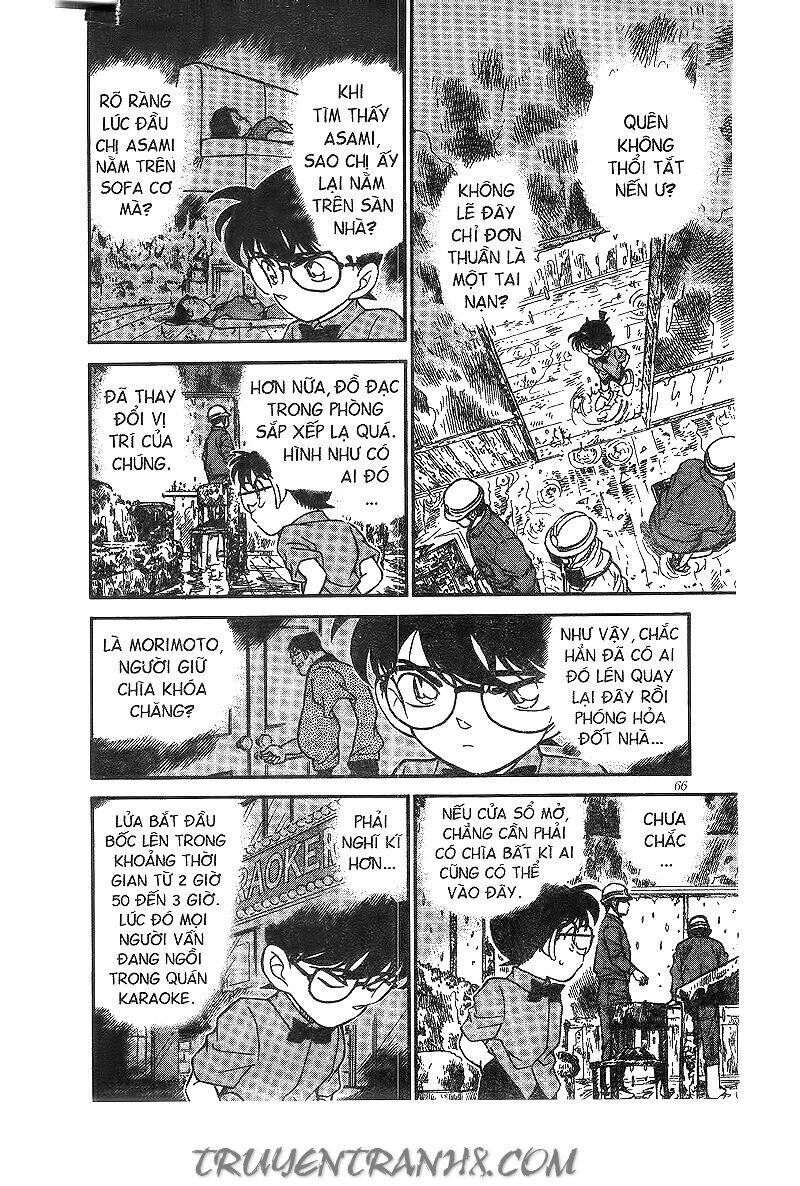 QUÊN
KHÔNG
THỔI TẮT
NẾN Ư?
KHÔNG
LẼ ĐÂY
CHỈ ĐƠN
THUẦN LÀ
MỘT TAI
NẠN?
KHI
TÌM THẤY
ASAMI,
SAO CHỊ ẤY
LẠI NẰM
TRÊN SÀN
NHÀ?
RÕ RÀNG
LÚC ĐẦU
CHỊ ASAMI
NẰM TRÊN
SOFA CƠ
MÀ?
HƠN NỮA, ĐỒ ĐẠC
TRONG PHÒNG
SẮP XẾP LẠ QUÁ.
HÌNH NHƯ CÓ
AI ĐÓ
...
ĐÃ THAY
ĐỔI VỊ
TRÍ CỦA
CHÚNG.
NHƯ VẬY, CHẮC
HẲN ĐÃ CÓ AI
ĐÓ LÉN QUAY
LẠI ĐÂY RỒI
PHÓNG HỎA
ĐỐT NHÀ...
LÀ MORIMOTO,
NGƯỜI GIỮ
CHÌA KHÓA
CHĂNG?
66
CHƯA
CHẮC
...
NẾU CỬA SỔ MỞ,
CHẲNG CẦN PHẢI
CÓ CHÌA BẤT KÌ AI
CŨNG CÓ THỂ
VÀO ĐÂY.
PHẢI
NGHĨ KĨ
HƠN...
LỬA BẮT ĐẦU
BỐC LÊN TRONG
KHOẢNG THỜI
GIAN TỪ 2 GIỜ
50 ĐẾN 3 GIỜ.
LÚC ĐÓ MỌI
NGƯỜI VẪN
ĐANG NGỒI
TRONG QUÁN
KARAOKE.
RAOKE
TRUYENTRANH8.COM